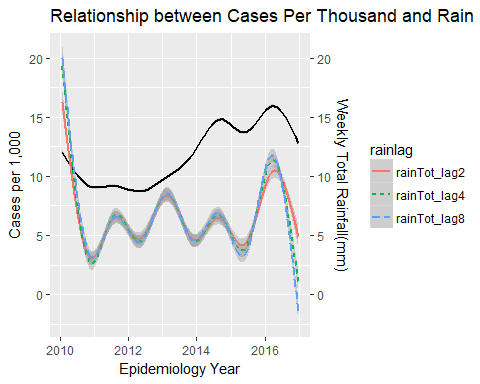 Relationship between Cases Per Thousand and Rain
20
15
10
5
0
Cases per 1,000
20
15
10
5
0
Weekly Total Rainfall(mm)
2010
2012
2014
2016
Epidemiology Year
rainlag
rainTot_lag2
rainTot_lag4
rainTot_lag8